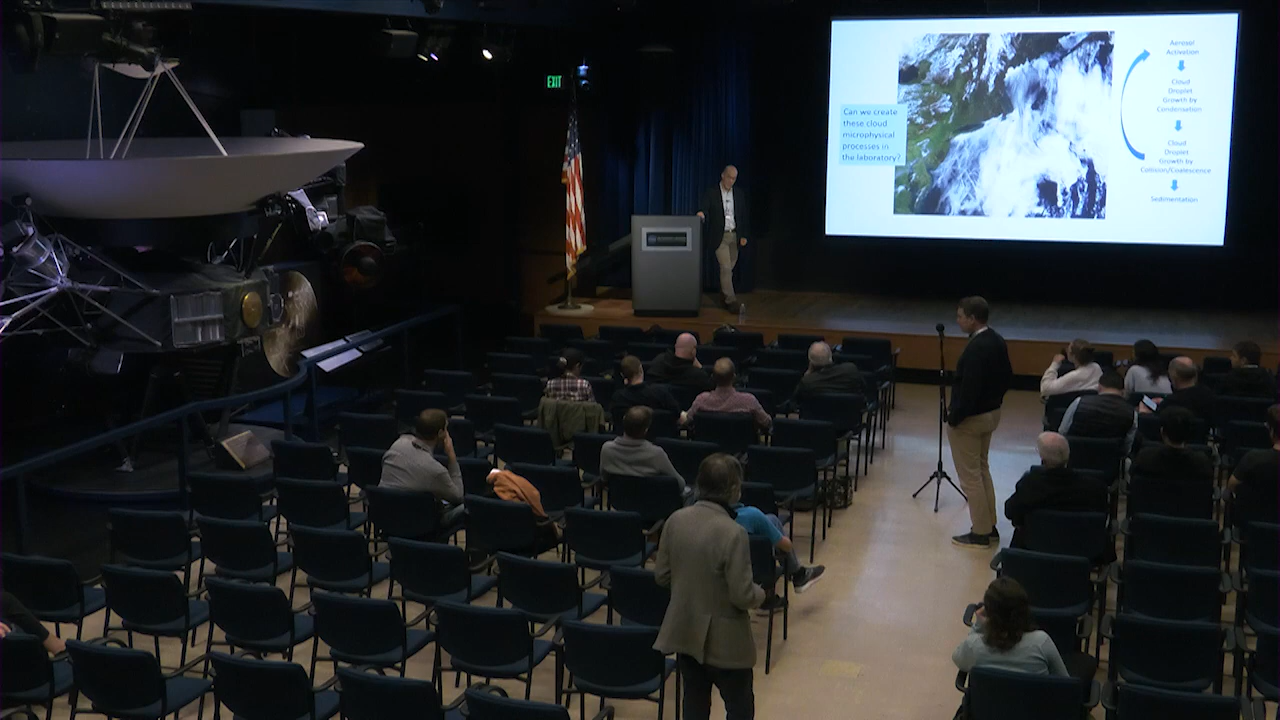 EXIT
Can we create
these cloud
microphysical
processes in
the laboratory?
Aerosol
Activation
Cloud
Droplet
Growth by
Condensation
Cloud
Droplet
Growth by
Collision/Coalescence
Sedimentation